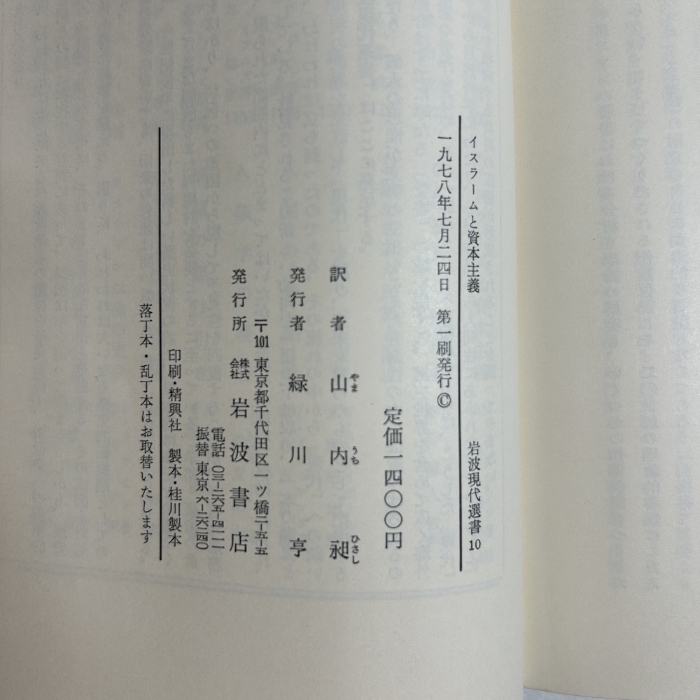 イスラームと資本主義 岩波現代選書 10
一九七八年七月二四日 第一刷発行 ©
定価一四〇〇円
訳者 山内昶
やま うち ひさし
発行者 緑川亨
〒101 東京都千代田区一ツ橋二-五-五
発行所 株式会社 岩波書店
電話 〇三-二六五-四一一一
振替 東京 六-二六二四〇
印刷・精興社 製本・桂川製本
落丁本・乱丁本はお取替いたします